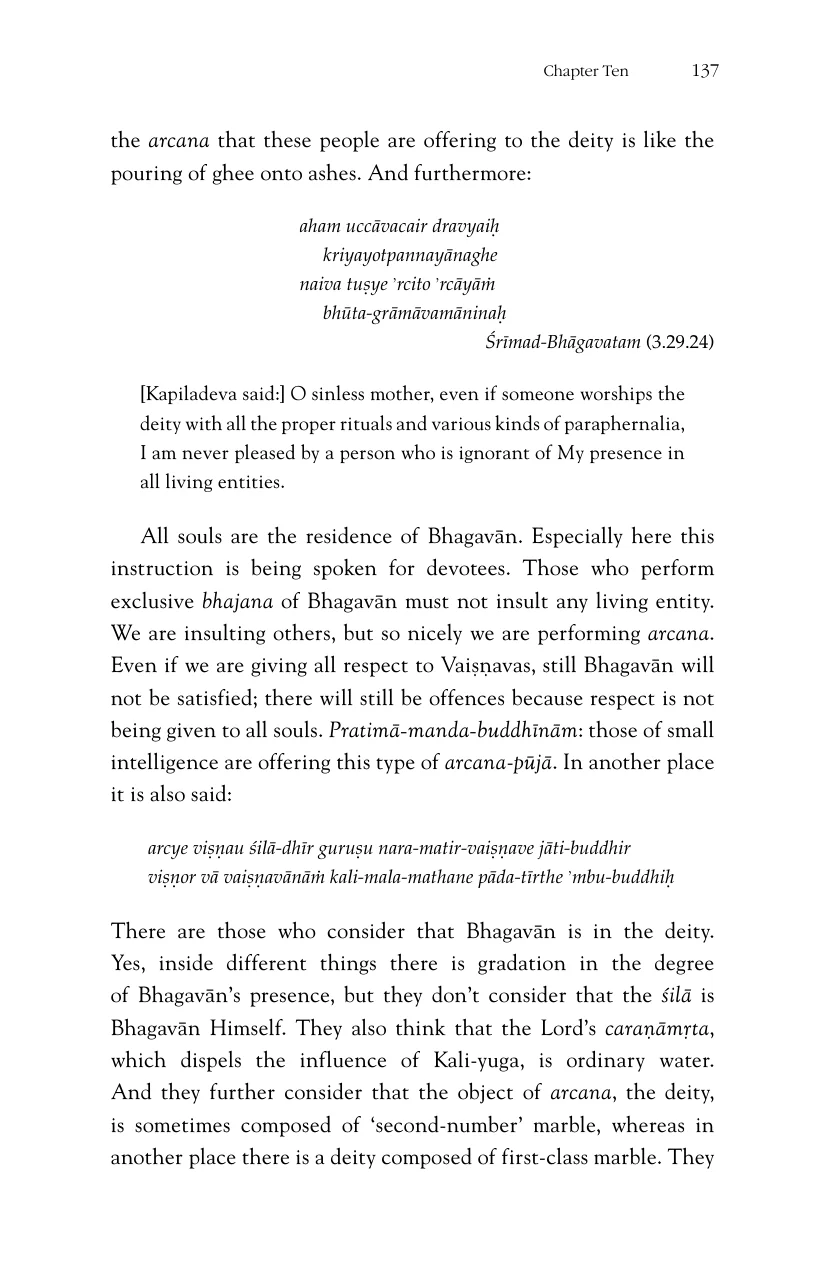 Chapter Ten 137
the arcana that these people are offering to the deity is like the
pouring of ghee onto ashes. And furthermore:
aham uccāvacair dravyaiḥ
kriyayotpannayānaghe
naiva tuṣye ’rcito ’rcāyāṁ
bhūta-grāmāvamāninaḥ
Śrīmad-Bhāgavatam (3.29.24)
[Kapiladeva said:] O sinless mother, even if someone worships the
deity with all the proper rituals and various kinds of paraphernalia,
I am never pleased by a person who is ignorant of My presence in
all living entities.
All souls are the residence of Bhagavān. Especially here this
instruction is being spoken for devotees. Those who perform
exclusive bhajana of Bhagavān must not insult any living entity.
We are insulting others, but so nicely we are performing arcana.
Even if we are giving all respect to Vaiṣṇavas, still Bhagavān will
not be satisfied; there will still be offences because respect is not
being given to all souls. Pratimā-manda-buddhīnām: those of small
intelligence are offering this type of arcana-pūjā. In another place
it is also said:
arcye viṣṇau śilā-dhīr guruṣu nara-matir-vaiṣṇave jāti-buddhir
viṣṇor vā vaiṣṇavānāṁ kali-mala-mathane pāda-tīrthe ’mbu-buddhiḥ
There are those who consider that Bhagavān is in the deity.
Yes, inside different things there is gradation in the degree
of Bhagavān’s presence, but they don’t consider that the śilā is
Bhagavān Himself. They also think that the Lord’s caraṇāmṛta,
which dispels the influence of Kali-yuga, is ordinary water.
And they further consider that the object of arcana, the deity,
is sometimes composed of ‘second-number’ marble, whereas in
another place there is a deity composed of first-class marble. They